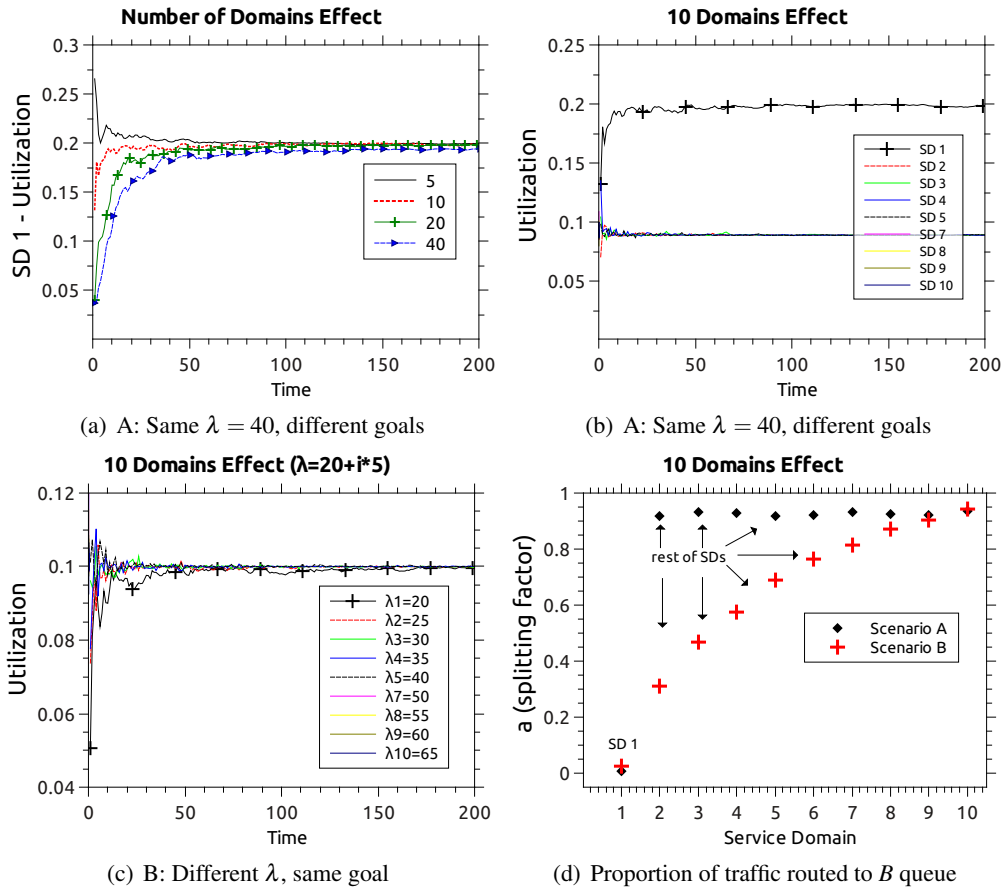 Number of Domains Effect
0.3
0.25
0.2
0.15
0.1
0.05
SD 1 - Utilization
5
10
20
40
0 50 100 150 200
Time
(a) A: Same λ = 40, different goals
10 Domains Effect
0.25
0.2
0.15
0.1
0.05
Utilization
SD 1
SD 2
SD 3
SD 4
SD 5
SD 7
SD 8
SD 9
SD 10
0 50 100 150 200
Time
(b) A: Same λ = 40, different goals
10 Domains Effect (λ=20+i*5)
0.12
0.1
0.08
0.06
0.04
Utilization
λ1=20
λ2=25
λ3=30
λ4=35
λ5=40
λ7=50
λ8=55
λ9=60
λ10=65
0 50 100 150 200
Time
(c) B: Different λ, same goal
10 Domains Effect
1
0.8
0.6
0.4
0.2
0
a (splitting factor)
rest of SDs
Scenario A
Scenario B
SD 1
1 2 3 4 5 6 7 8 9 10
Service Domain
(d) Proportion of traffic routed to B queue